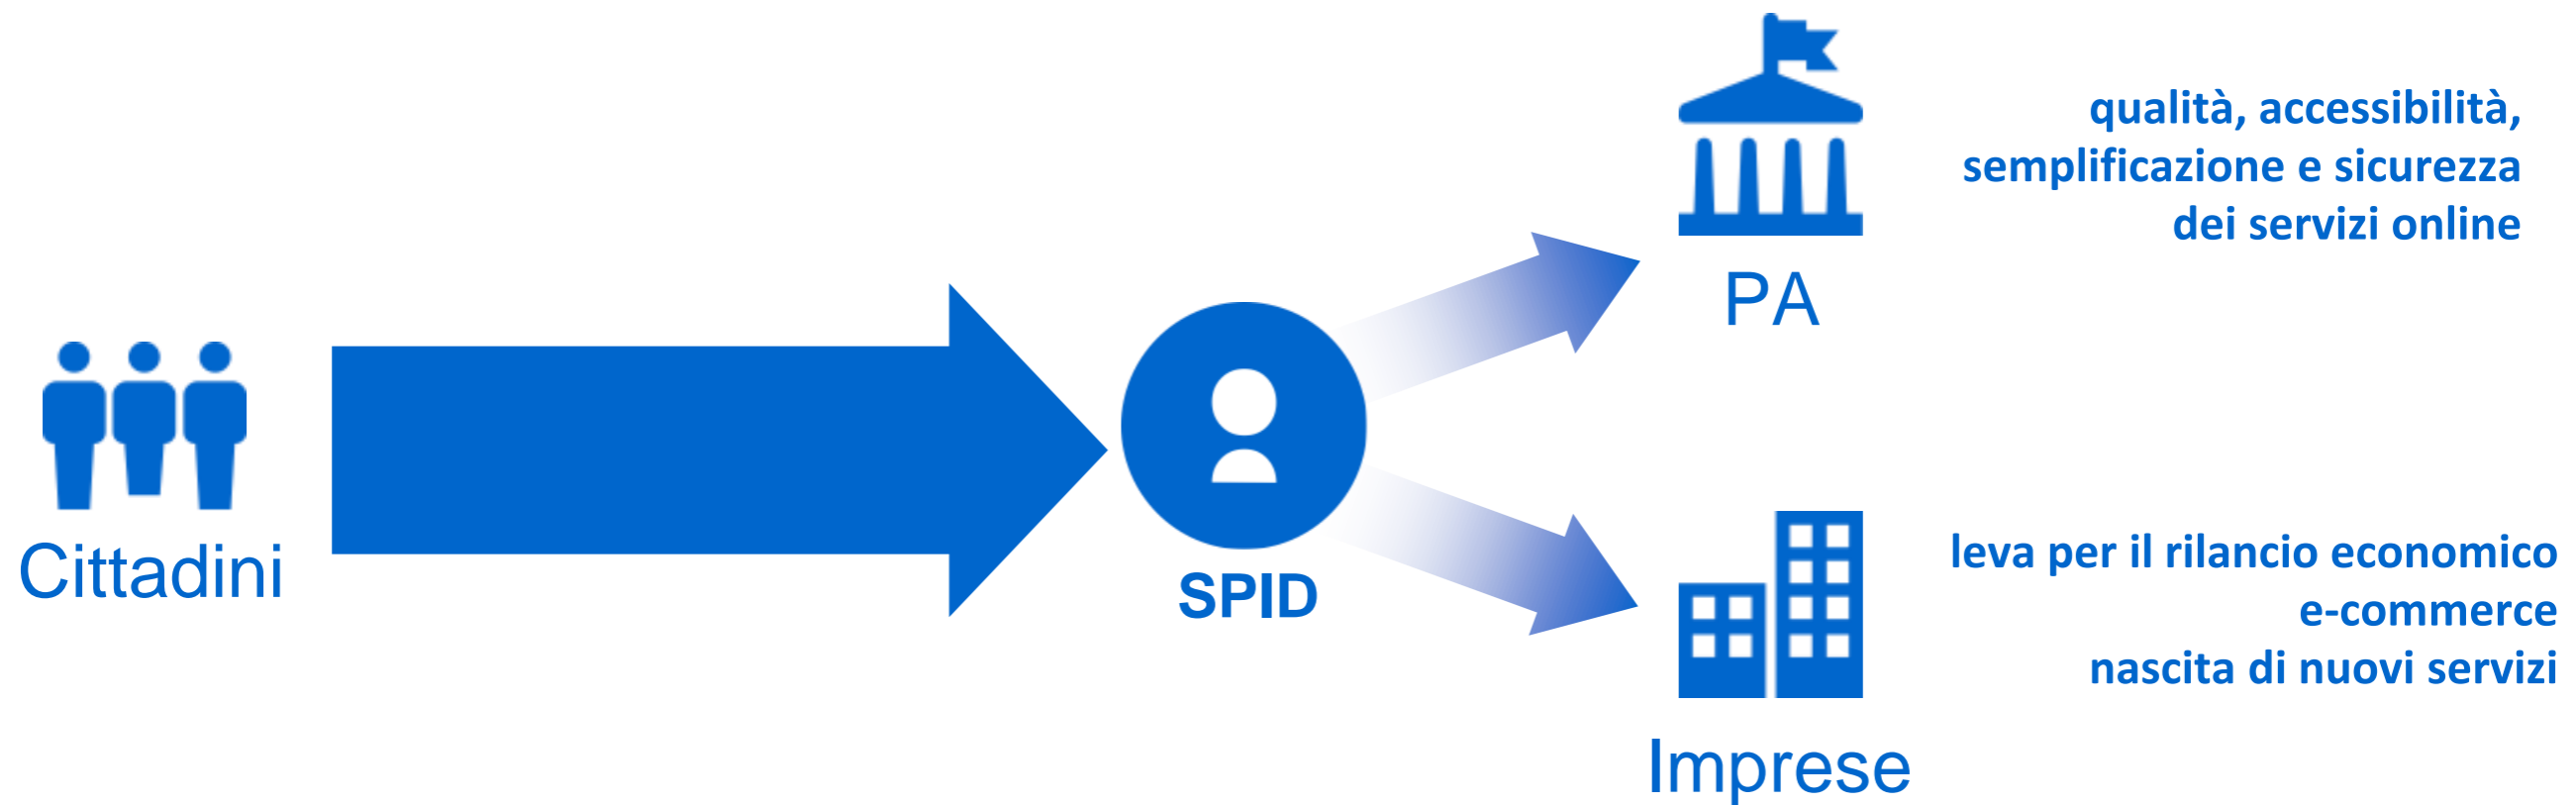 Cittadini
SPID
PA
qualità, accessibilità,
semplificazione e sicurezza
dei servizi online
Imprese
leva per il rilancio economico
e-commerce
nascita di nuovi servizi